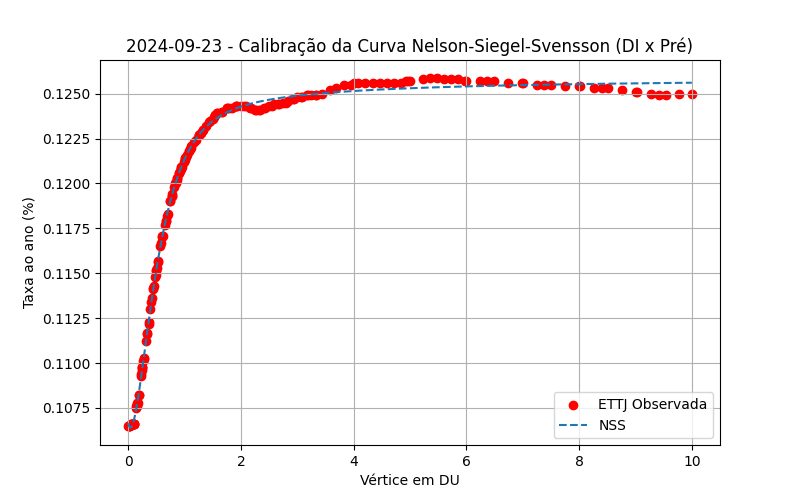 2024-09-23 - Calibração da Curva Nelson-Siegel-Svensson (DI x Pré)
Taxa ao ano (%)
0.1250
0.1225
0.1200
0.1175
0.1150
0.1125
0.1100
0.1075
0 2 4 6 8 10
Vértice em DU
ETTJ Observada
NSS